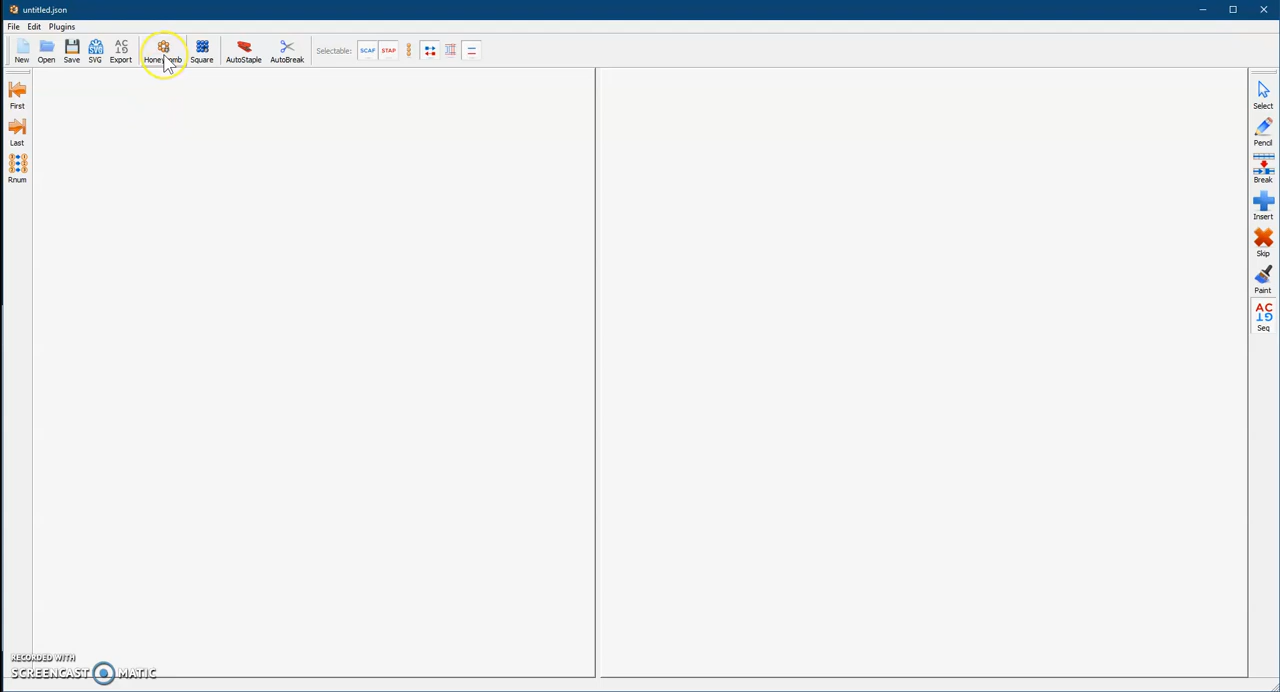 untitled.json
File Edit Plugins
New Open Save SVG Export Honeycomb Square AutoStaple AutoBreak Selectable: SCAF STAP
First
Last
Rnum
Select
Pencil
Break
Insert
Skip
Paint
Seq
RECORDED WITH
SCREENCAST MATIC